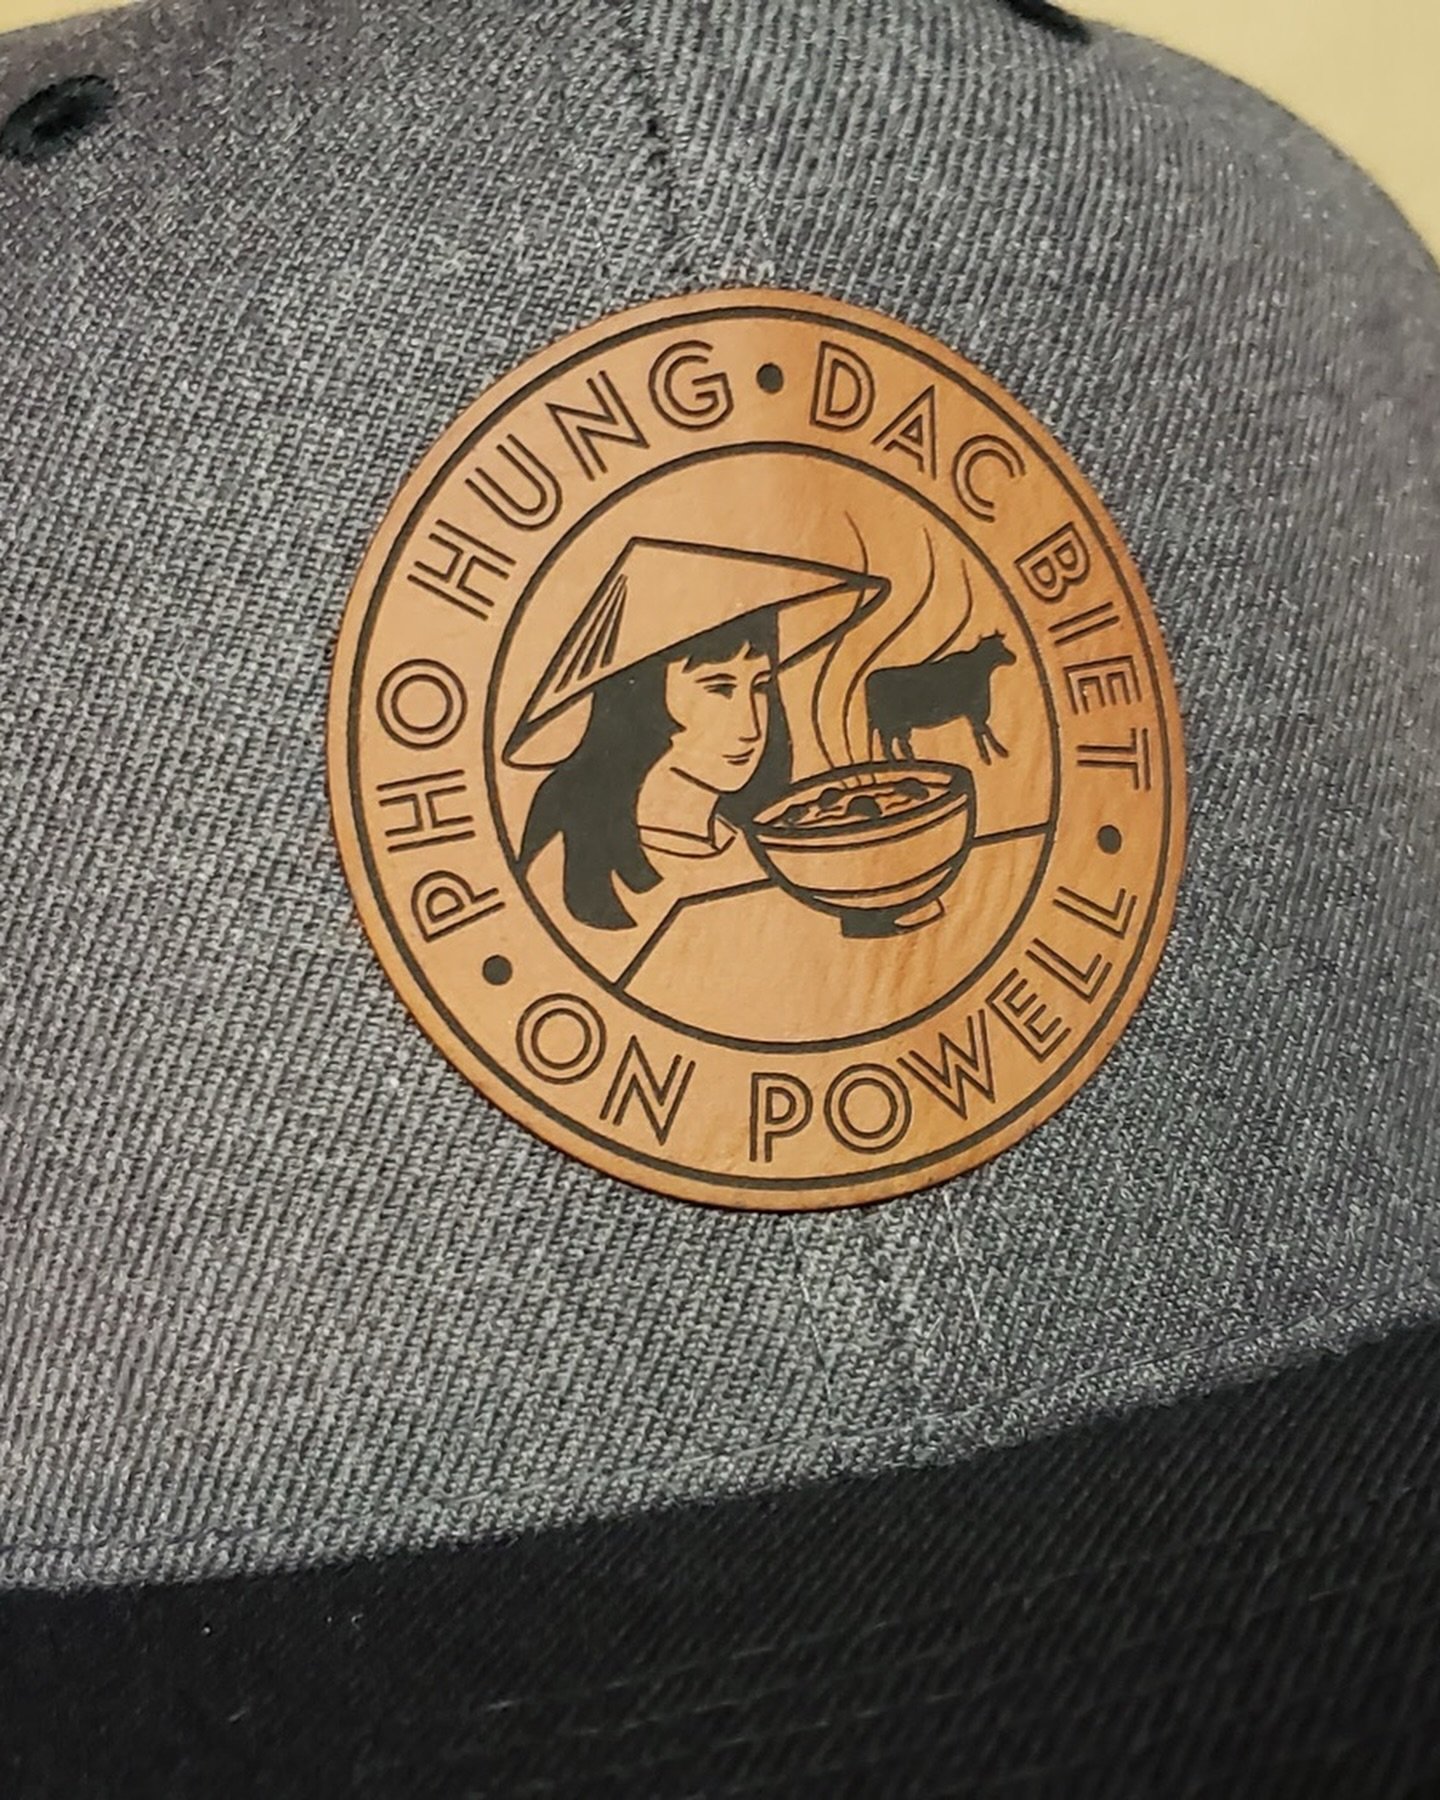 PHO HUNG • DAC BIET •
ON POWELL •